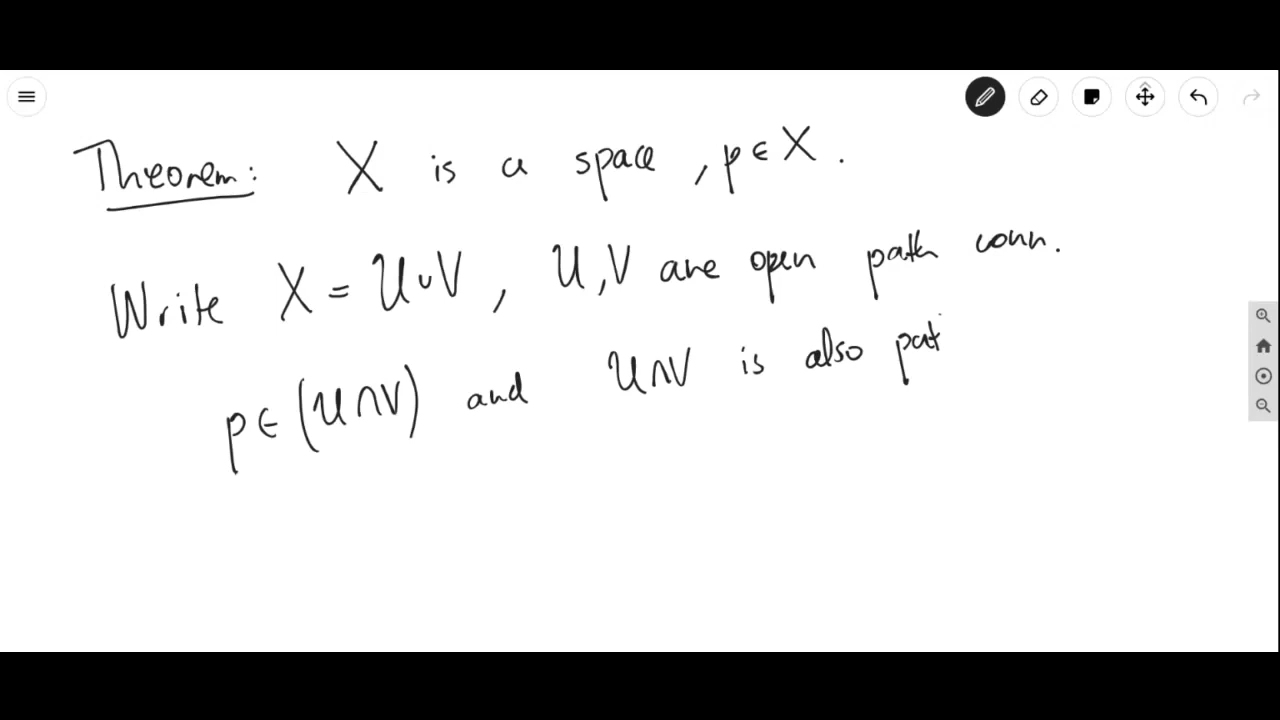 Theorem: X is a space, p ∈ X.
Write X = U ∪ V, U, V are open path conn.
p ∈ (U ∩ V) and U ∩ V is also pat